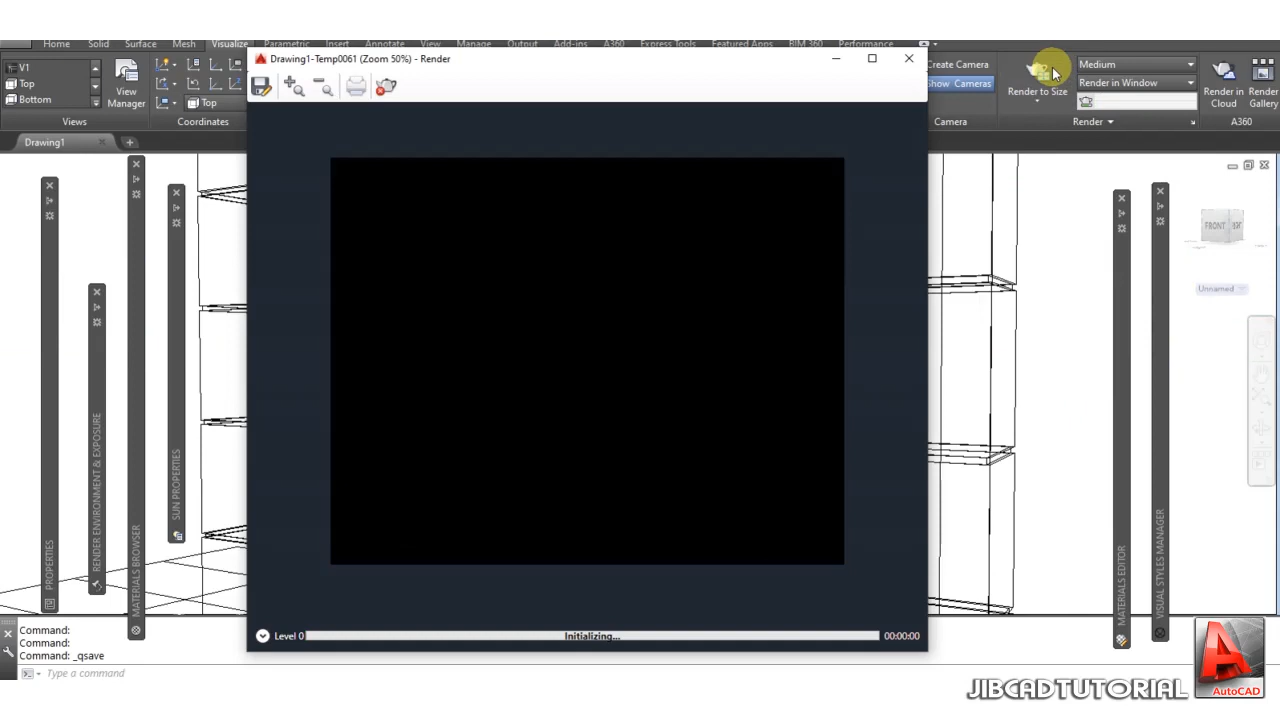 Home Solid Surface Mesh Visualize Parametric Insert Annotate View Manage Output Add-ins A360 Express Tools Featured Apps BIM 360 Performance
Drawing1-Temp0061 (Zoom 50%) - Render
V1
Top
Bottom
View
Manager
Top
Views
Coordinates
Create Camera
Show Cameras
Camera
Render to Size
Medium
Render in Window
Render
Render in
Cloud
Render
Gallery
A360
Drawing1
FRONT
Unnamed
PROPERTIES
RENDER ENVIRONMENT & EXPOSURE
MATERIALS BROWSER
SUN PROPERTIES
MATERIALS EDITOR
VISUAL STYLES MANAGER
Level 0
Initializing...
00:00:00
Command:
Command:
Command: _qsave
Type a command
AutoCAD
JIBCADTUTORIAL